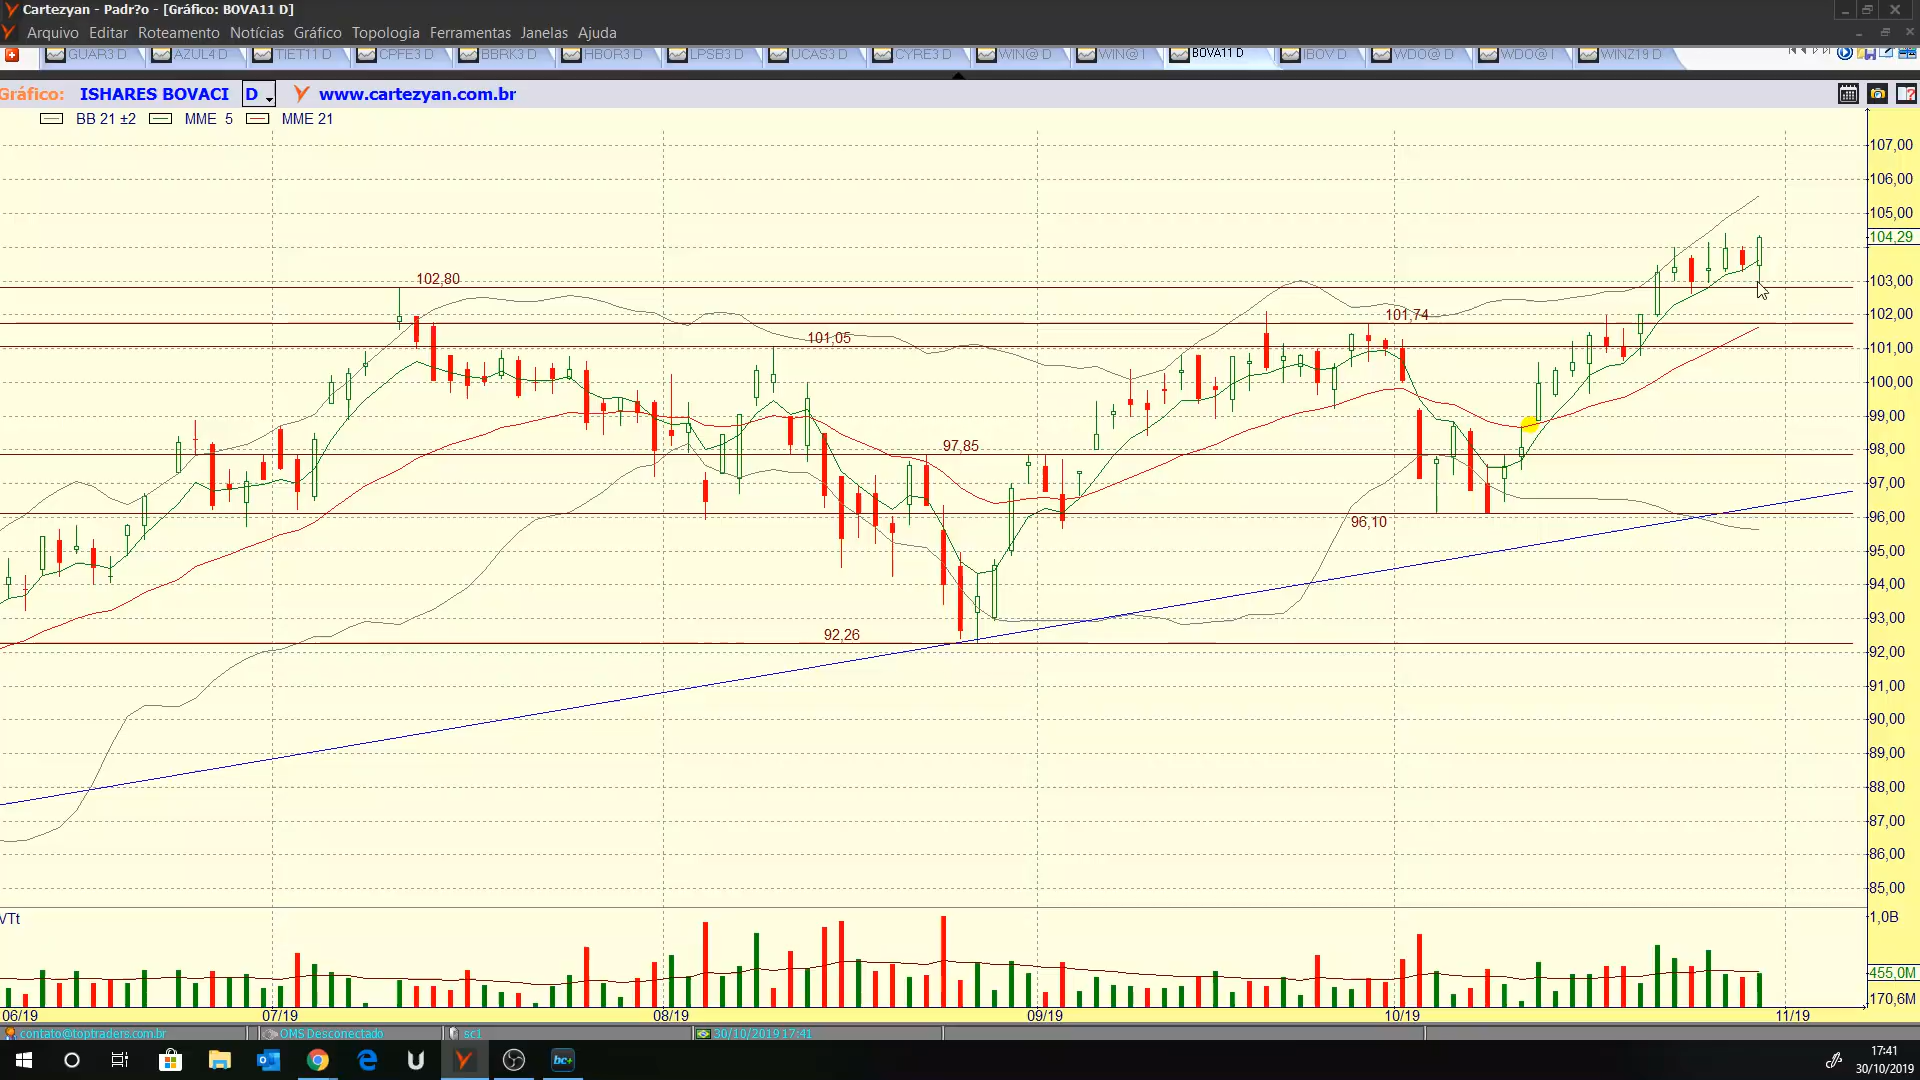 Cartezyan - Padr?o - [Gráfico: BOVA11 D]
Arquivo Editar Roteamento Notícias Gráfico Topologia Ferramentas Janelas Ajuda
GUAR3 D AZUL4 D TIET11 D CPFE3 D BBRK3 D HBOR3 D LPSB3 D UCAS3 D CYRE3 D WIN@ D WIN@ I BOVA11 D IBOV D WDO@ D WDO@ I WINZ19 D
Gráfico: ISHARES BOVACI D www.cartezyan.com.br
BB 21 ±2 MME 5 MME 21
107,00
106,00
105,00
104,29
102,80
103,00
101,74
102,00
101,05
101,00
100,00
99,00
97,85
98,00
97,00
96,10
96,00
95,00
94,00
93,00
92,26
92,00
91,00
90,00
89,00
88,00
87,00
86,00
85,00
VTt
1,0B
455,0M
170,6M
06/19 07/19 08/19 09/19 10/19 11/19
contato@toptraders.com.br OMS Desconectado sc1 30/10/2019 17:41
bc+
17:41
30/10/2019